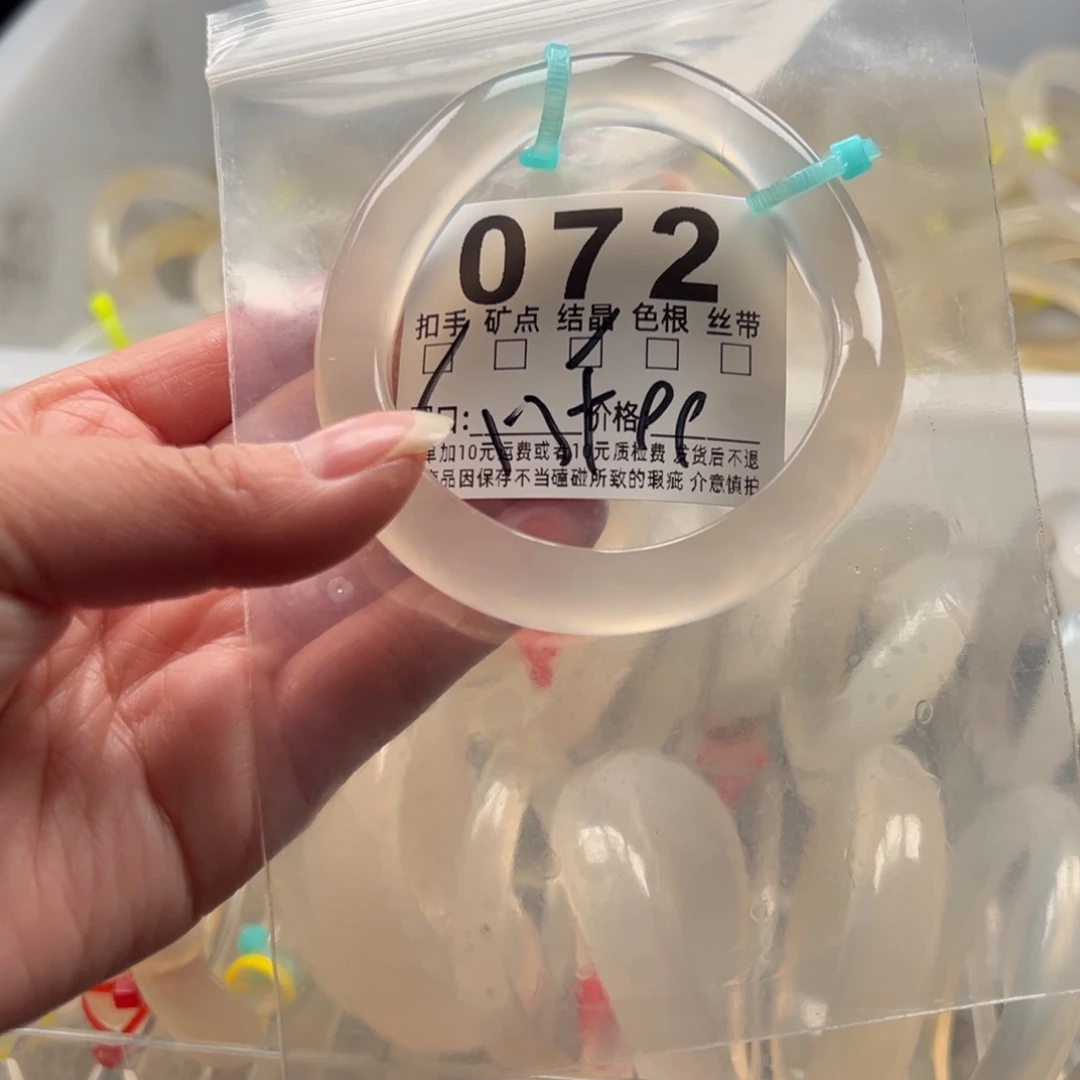 072
扣手 矿点 结晶 色根 丝带
口: 价格
单加10元运费或者10元质检费 发货后不退
产品因保存不当磕碰所致的瑕疵 介意慎拍